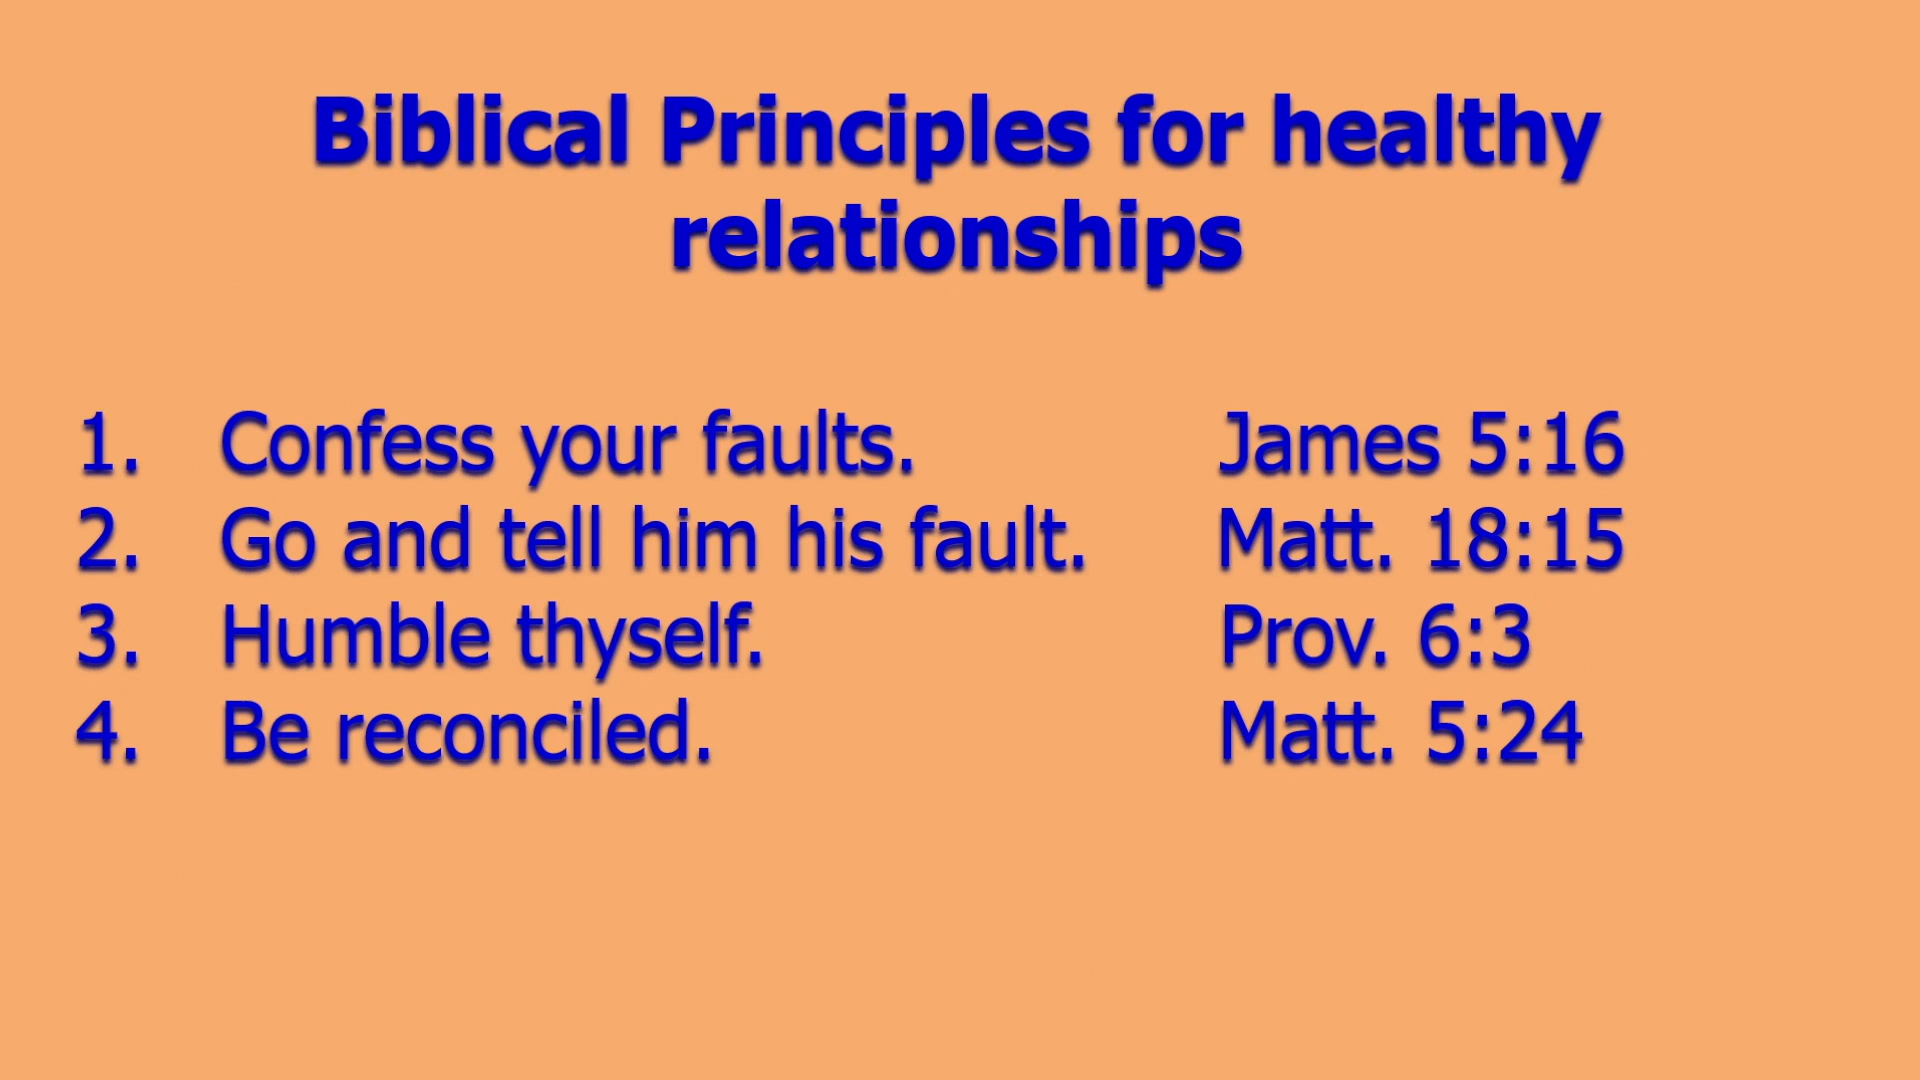 Biblical Principles for healthy
relationships
1. Confess your faults. James 5:16
2. Go and tell him his fault. Matt. 18:15
3. Humble thyself. Prov. 6:3
4. Be reconciled. Matt. 5:24